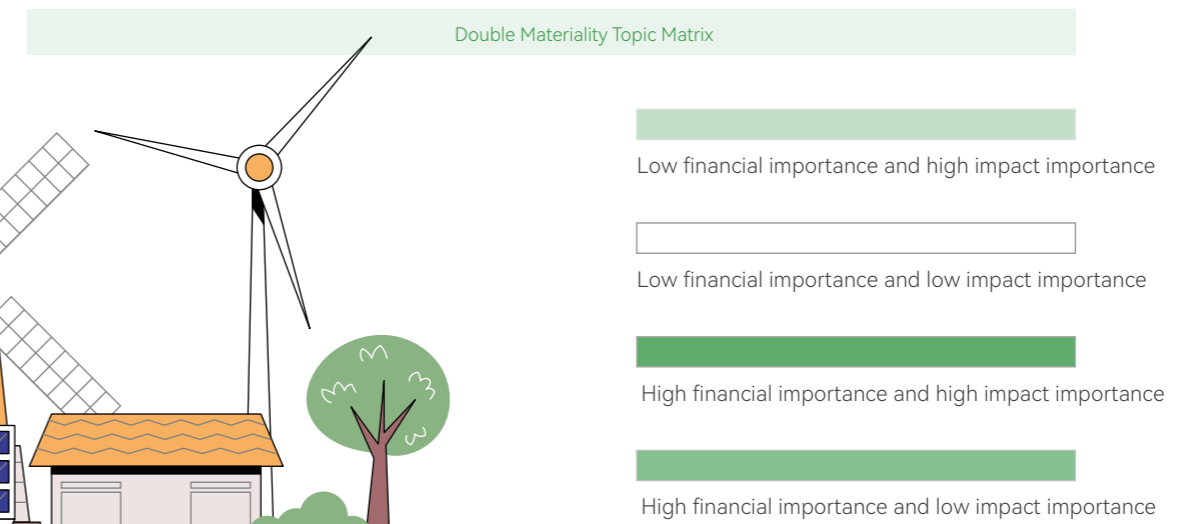 Double Materiality Topic Matrix
Low financial importance and high impact importance
Low financial importance and low impact importance
High financial importance and high impact importance
High financial importance and low impact importance